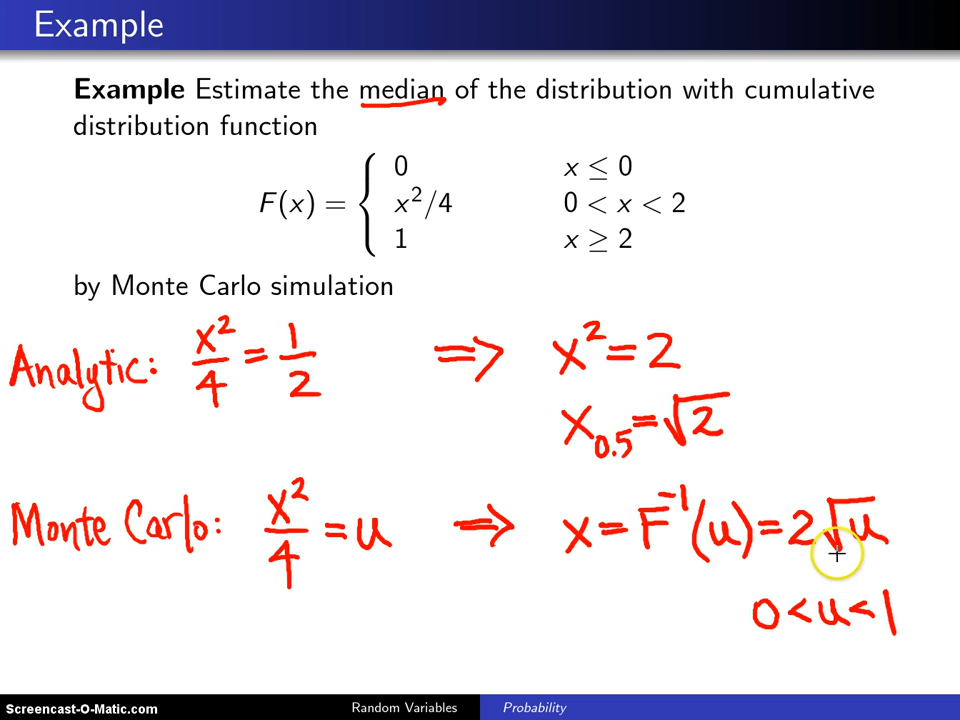 Example
Example Estimate the median of the distribution with cumulative
distribution function
F(x) = { 0 x ≤ 0
x²/4 0 < x < 2
1 x ≥ 2
by Monte Carlo simulation
Analytic: x²/4 = 1/2 ⟹ x² = 2
x₀.₅ = √2
Monte Carlo: x²/4 = u ⟹ x = F⁻¹(u) = 2√u
0 < u < 1
Screencast-O-Matic.com Random Variables Probability